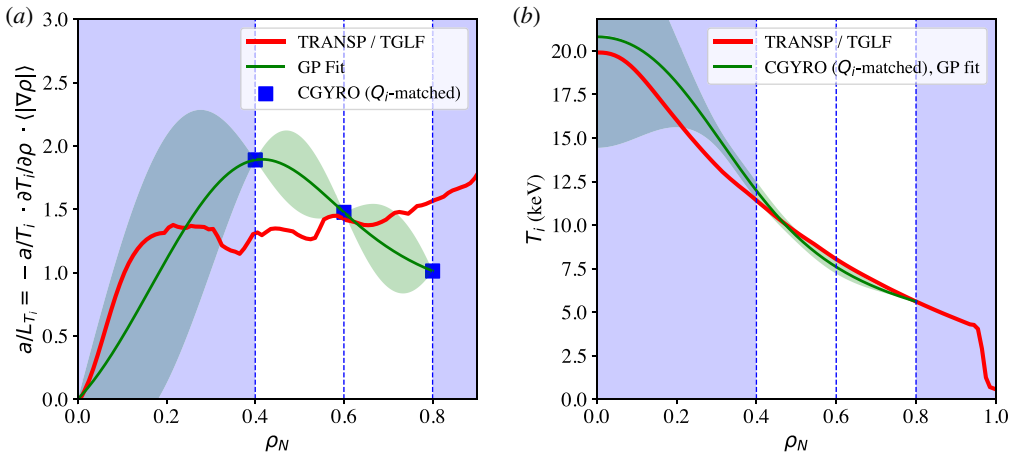 (a)
a/L_{T_i} = − a/T_i · ∂T_i/∂ρ · ⟨|∇ρ|⟩
3.0
2.5
2.0
1.5
1.0
0.5
0.0
TRANSP / TGLF
GP Fit
CGYRO (Q_i-matched)
0.0 0.2 0.4 0.6 0.8
ρ_N
(b)
T_i (keV)
20.0
17.5
15.0
12.5
10.0
7.5
5.0
2.5
0.0
TRANSP / TGLF
CGYRO (Q_i-matched), GP fit
0.0 0.2 0.4 0.6 0.8 1.0
ρ_N